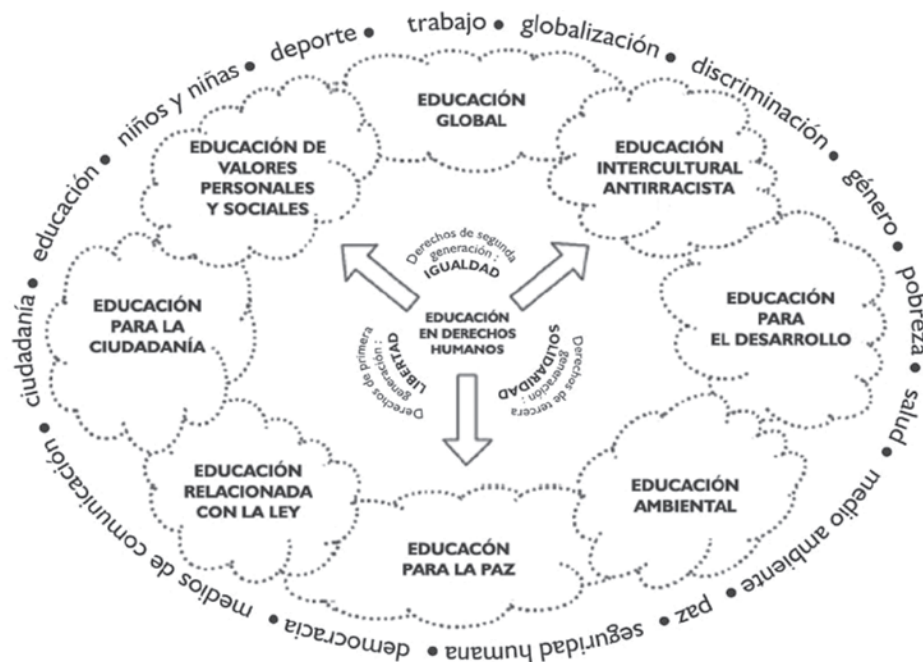 trabajo • globalización • discriminación • género • pobreza • salud • medio ambiente • paz • seguridad humana • democracia • medios de comunicación • ciudadanía • educación • niños y niñas • deporte •
EDUCACIÓN
GLOBAL
EDUCACIÓN
INTERCULTURAL
ANTIRRACISTA
EDUCACIÓN
PARA
EL DESARROLLO
EDUCACIÓN
AMBIENTAL
EDUCACÓN
PARA LA PAZ
EDUCACIÓN
RELACIONADA
CON LA LEY
EDUCACIÓN
PARA LA
CIUDADANÍA
EDUCACIÓN DE
VALORES
PERSONALES
Y SOCIALES
Derechos de segunda
generación :
IGUALDAD
EDUCACIÓN
EN DERECHOS
HUMANOS
Derechos de tercera
generación :
SOLIDARIDAD
Derechos de primera
generación :
LIBERTAD